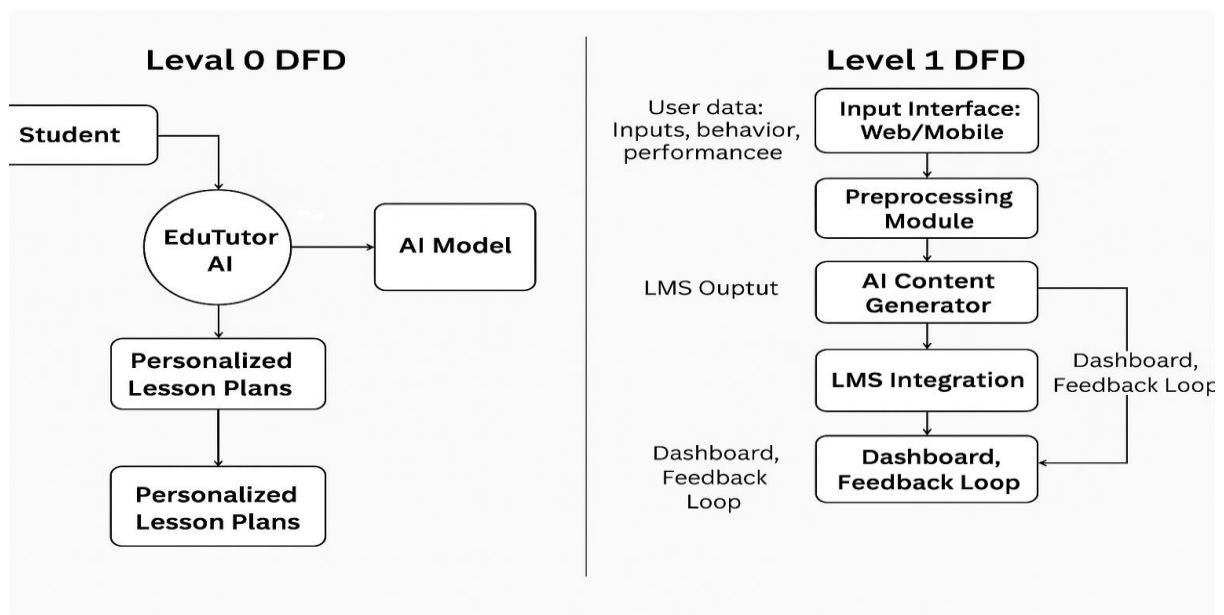 Leval 0 DFD
Student
EduTutor
AI
AI Model
Personalized
Lesson Plans
Personalized
Lesson Plans
Level 1 DFD
User data:
Inputs, behavior,
performancee
Input Interface:
Web/Mobile
Preprocessing
Module
LMS Ouptut
AI Content
Generator
LMS Integration
Dashboard,
Feedback Loop
Dashboard,
Feedback
Loop
Dashboard,
Feedback Loop